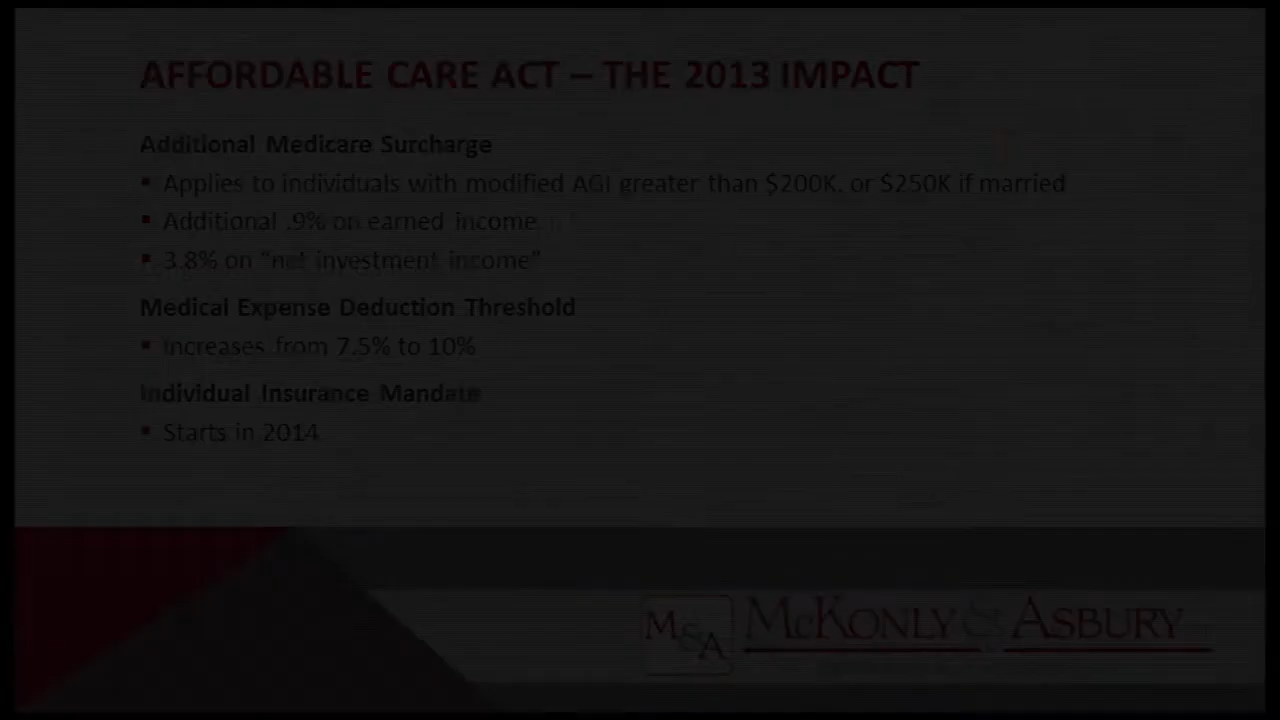 AFFORDABLE CARE ACT – THE 2013 IMPACT
Additional Medicare Surcharge
▪ Applies to individuals with modified AGI greater than $200K, or $250K if married
▪ Additional .9% on earned income
▪ 3.8% on "net investment income"
Medical Expense Deduction Threshold
▪ Increases from 7.5% to 10%
Individual Insurance Mandate
▪ Starts in 2014
M&A McKonly & Asbury